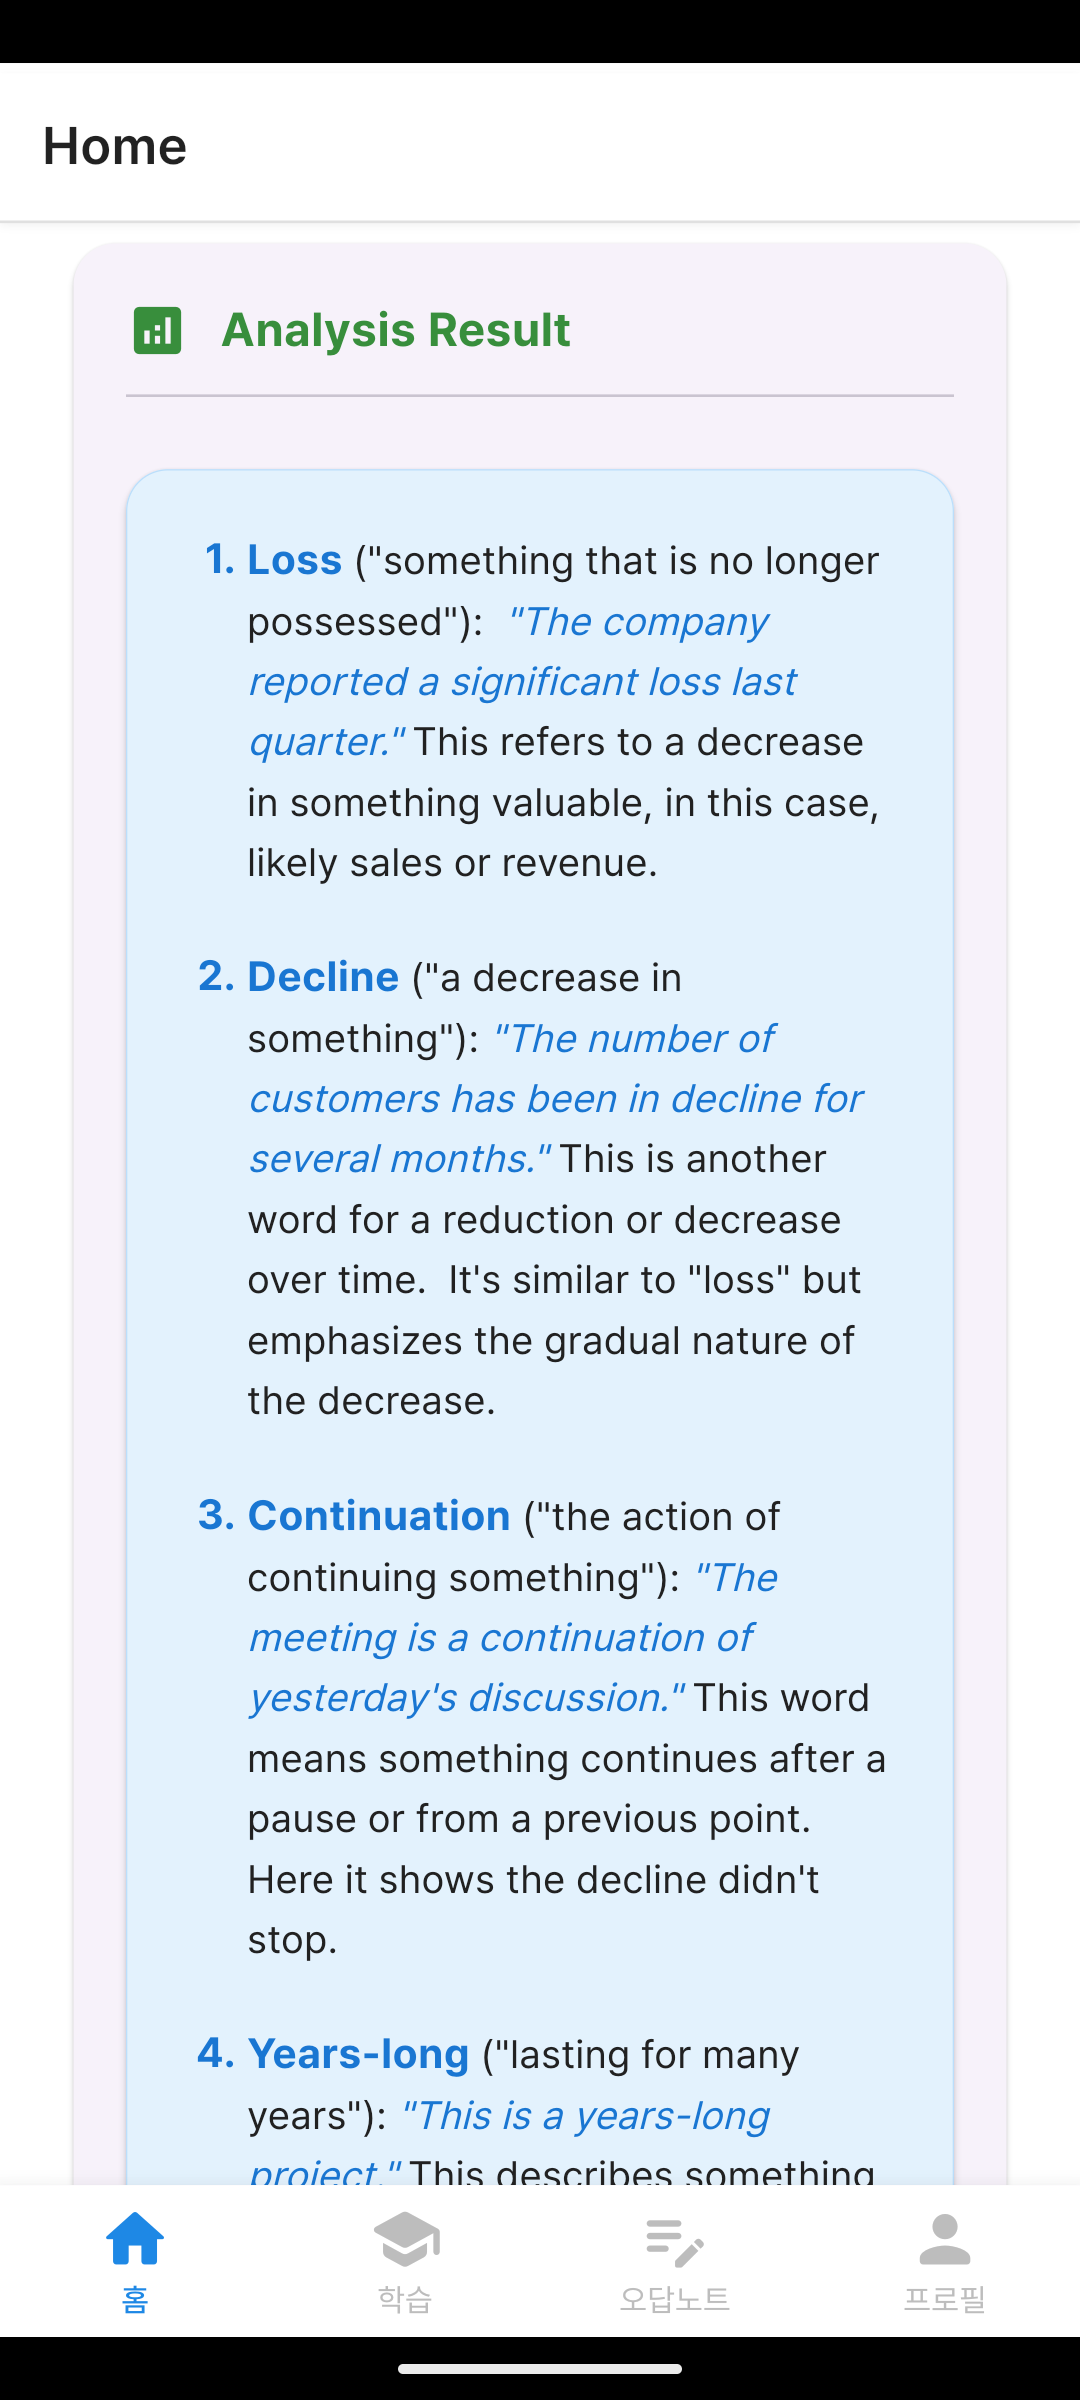 Home
Analysis Result
1. Loss ("something that is no longer
possessed"):  "The company
reported a significant loss last
quarter." This refers to a decrease
in something valuable, in this case,
likely sales or revenue.
2. Decline ("a decrease in
something"): "The number of
customers has been in decline for
several months." This is another
word for a reduction or decrease
over time.  It's similar to "loss" but
emphasizes the gradual nature of
the decrease.
3. Continuation ("the action of
continuing something"): "The
meeting is a continuation of
yesterday's discussion." This word
means something continues after a
pause or from a previous point.
Here it shows the decline didn't
stop.
4. Years-long ("lasting for many
years"): "This is a years-long
project." This describes something
홈
학습
오답노트
프로필